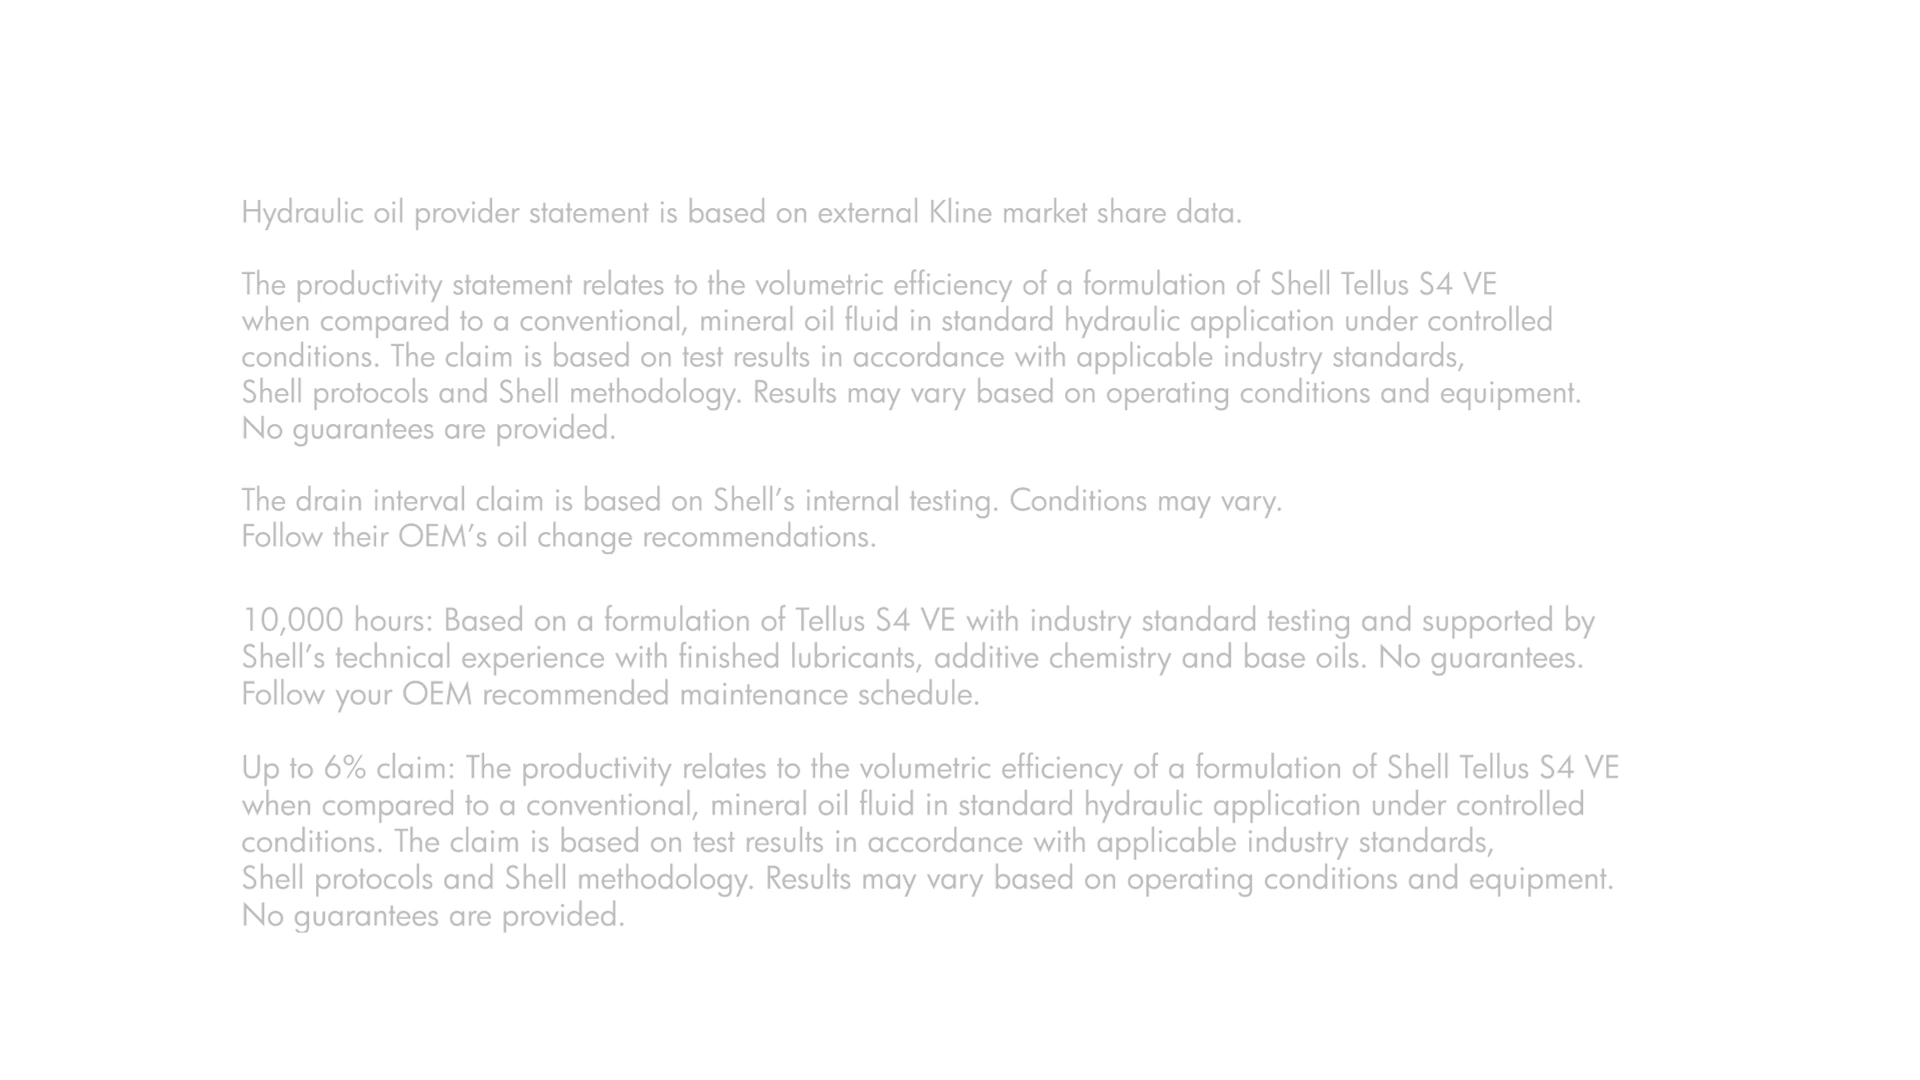 Hydraulic oil provider statement is based on external Kline market share data.
The productivity statement relates to the volumetric efficiency of a formulation of Shell Tellus S4 VE
when compared to a conventional, mineral oil fluid in standard hydraulic application under controlled
conditions. The claim is based on test results in accordance with applicable industry standards,
Shell protocols and Shell methodology. Results may vary based on operating conditions and equipment.
No guarantees are provided.
The drain interval claim is based on Shell’s internal testing. Conditions may vary.
Follow their OEM’s oil change recommendations.
10,000 hours: Based on a formulation of Tellus S4 VE with industry standard testing and supported by
Shell’s technical experience with finished lubricants, additive chemistry and base oils. No guarantees.
Follow your OEM recommended maintenance schedule.
Up to 6% claim: The productivity relates to the volumetric efficiency of a formulation of Shell Tellus S4 VE
when compared to a conventional, mineral oil fluid in standard hydraulic application under controlled
conditions. The claim is based on test results in accordance with applicable industry standards,
Shell protocols and Shell methodology. Results may vary based on operating conditions and equipment.
No guarantees are provided.